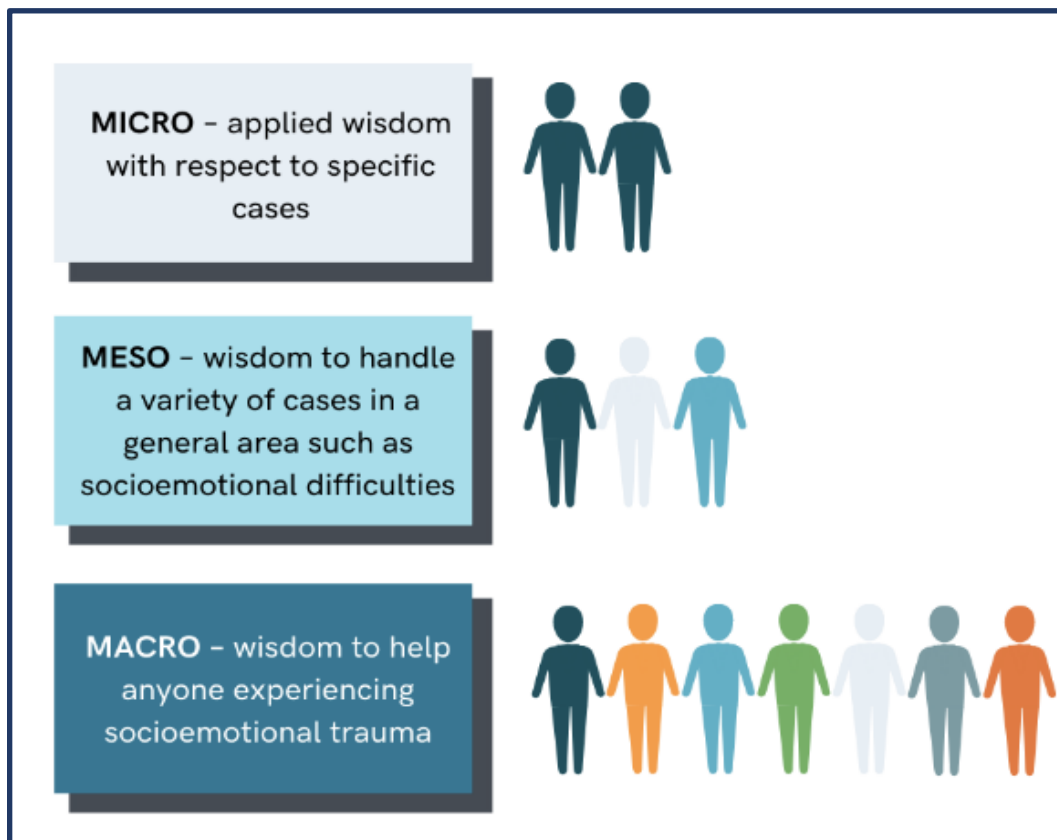 MICRO – applied wisdom
with respect to specific
cases
MESO – wisdom to handle
a variety of cases in a
general area such as
socioemotional difficulties
MACRO – wisdom to help
anyone experiencing
socioemotional trauma